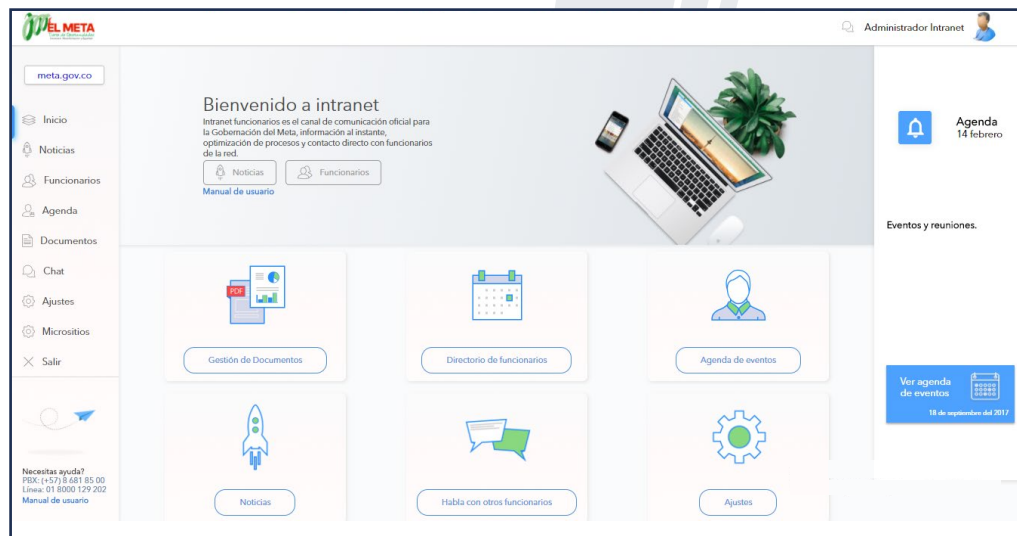 EL META
Administrador Intranet
meta.gov.co
Inicio
Noticias
Funcionarios
Agenda
Documentos
Chat
Ajustes
Micrositios
Salir
Necesitas ayuda?
PBX: (+57) 8 681 85 00
Línea: 01 8000 129 202
Manual de usuario
Bienvenido a intranet
Intranet funcionarios es el canal de comunicación oficial para
la Gobernación del Meta, información al instante,
optimización de procesos y contacto directo con funcionarios
de la red.
Noticias
Funcionarios
Manual de usuario
PDF
Gestión de Documentos
Directorio de funcionarios
Agenda de eventos
Noticias
Habla con otros funcionarios
Ajustes
Agenda
14 febrero
Eventos y reuniones.
Ver agenda
de eventos
18 de septiembre del 2017